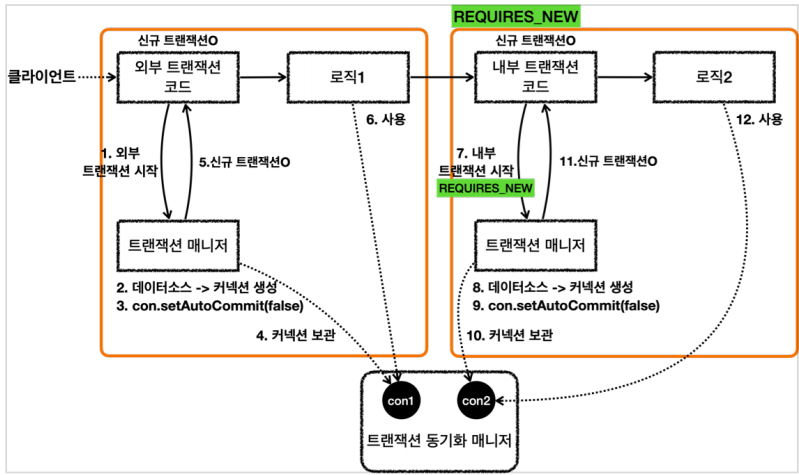 REQUIRES_NEW
신규 트랜잭션O
클라이언트
외부 트랜잭션
코드
로직1
6. 사용
1. 외부
트랜잭션 시작
5.신규 트랜잭션O
트랜잭션 매니저
2. 데이터소스 -> 커넥션 생성
3. con.setAutoCommit(false)
4. 커넥션 보관
신규 트랜잭션O
내부 트랜잭션
코드
로직2
12. 사용
7. 내부
트랜잭션 시작
REQUIRES_NEW
11.신규 트랜잭션O
트랜잭션 매니저
8. 데이터소스 -> 커넥션 생성
9. con.setAutoCommit(false)
10. 커넥션 보관
con1
con2
트랜잭션 동기화 매니저